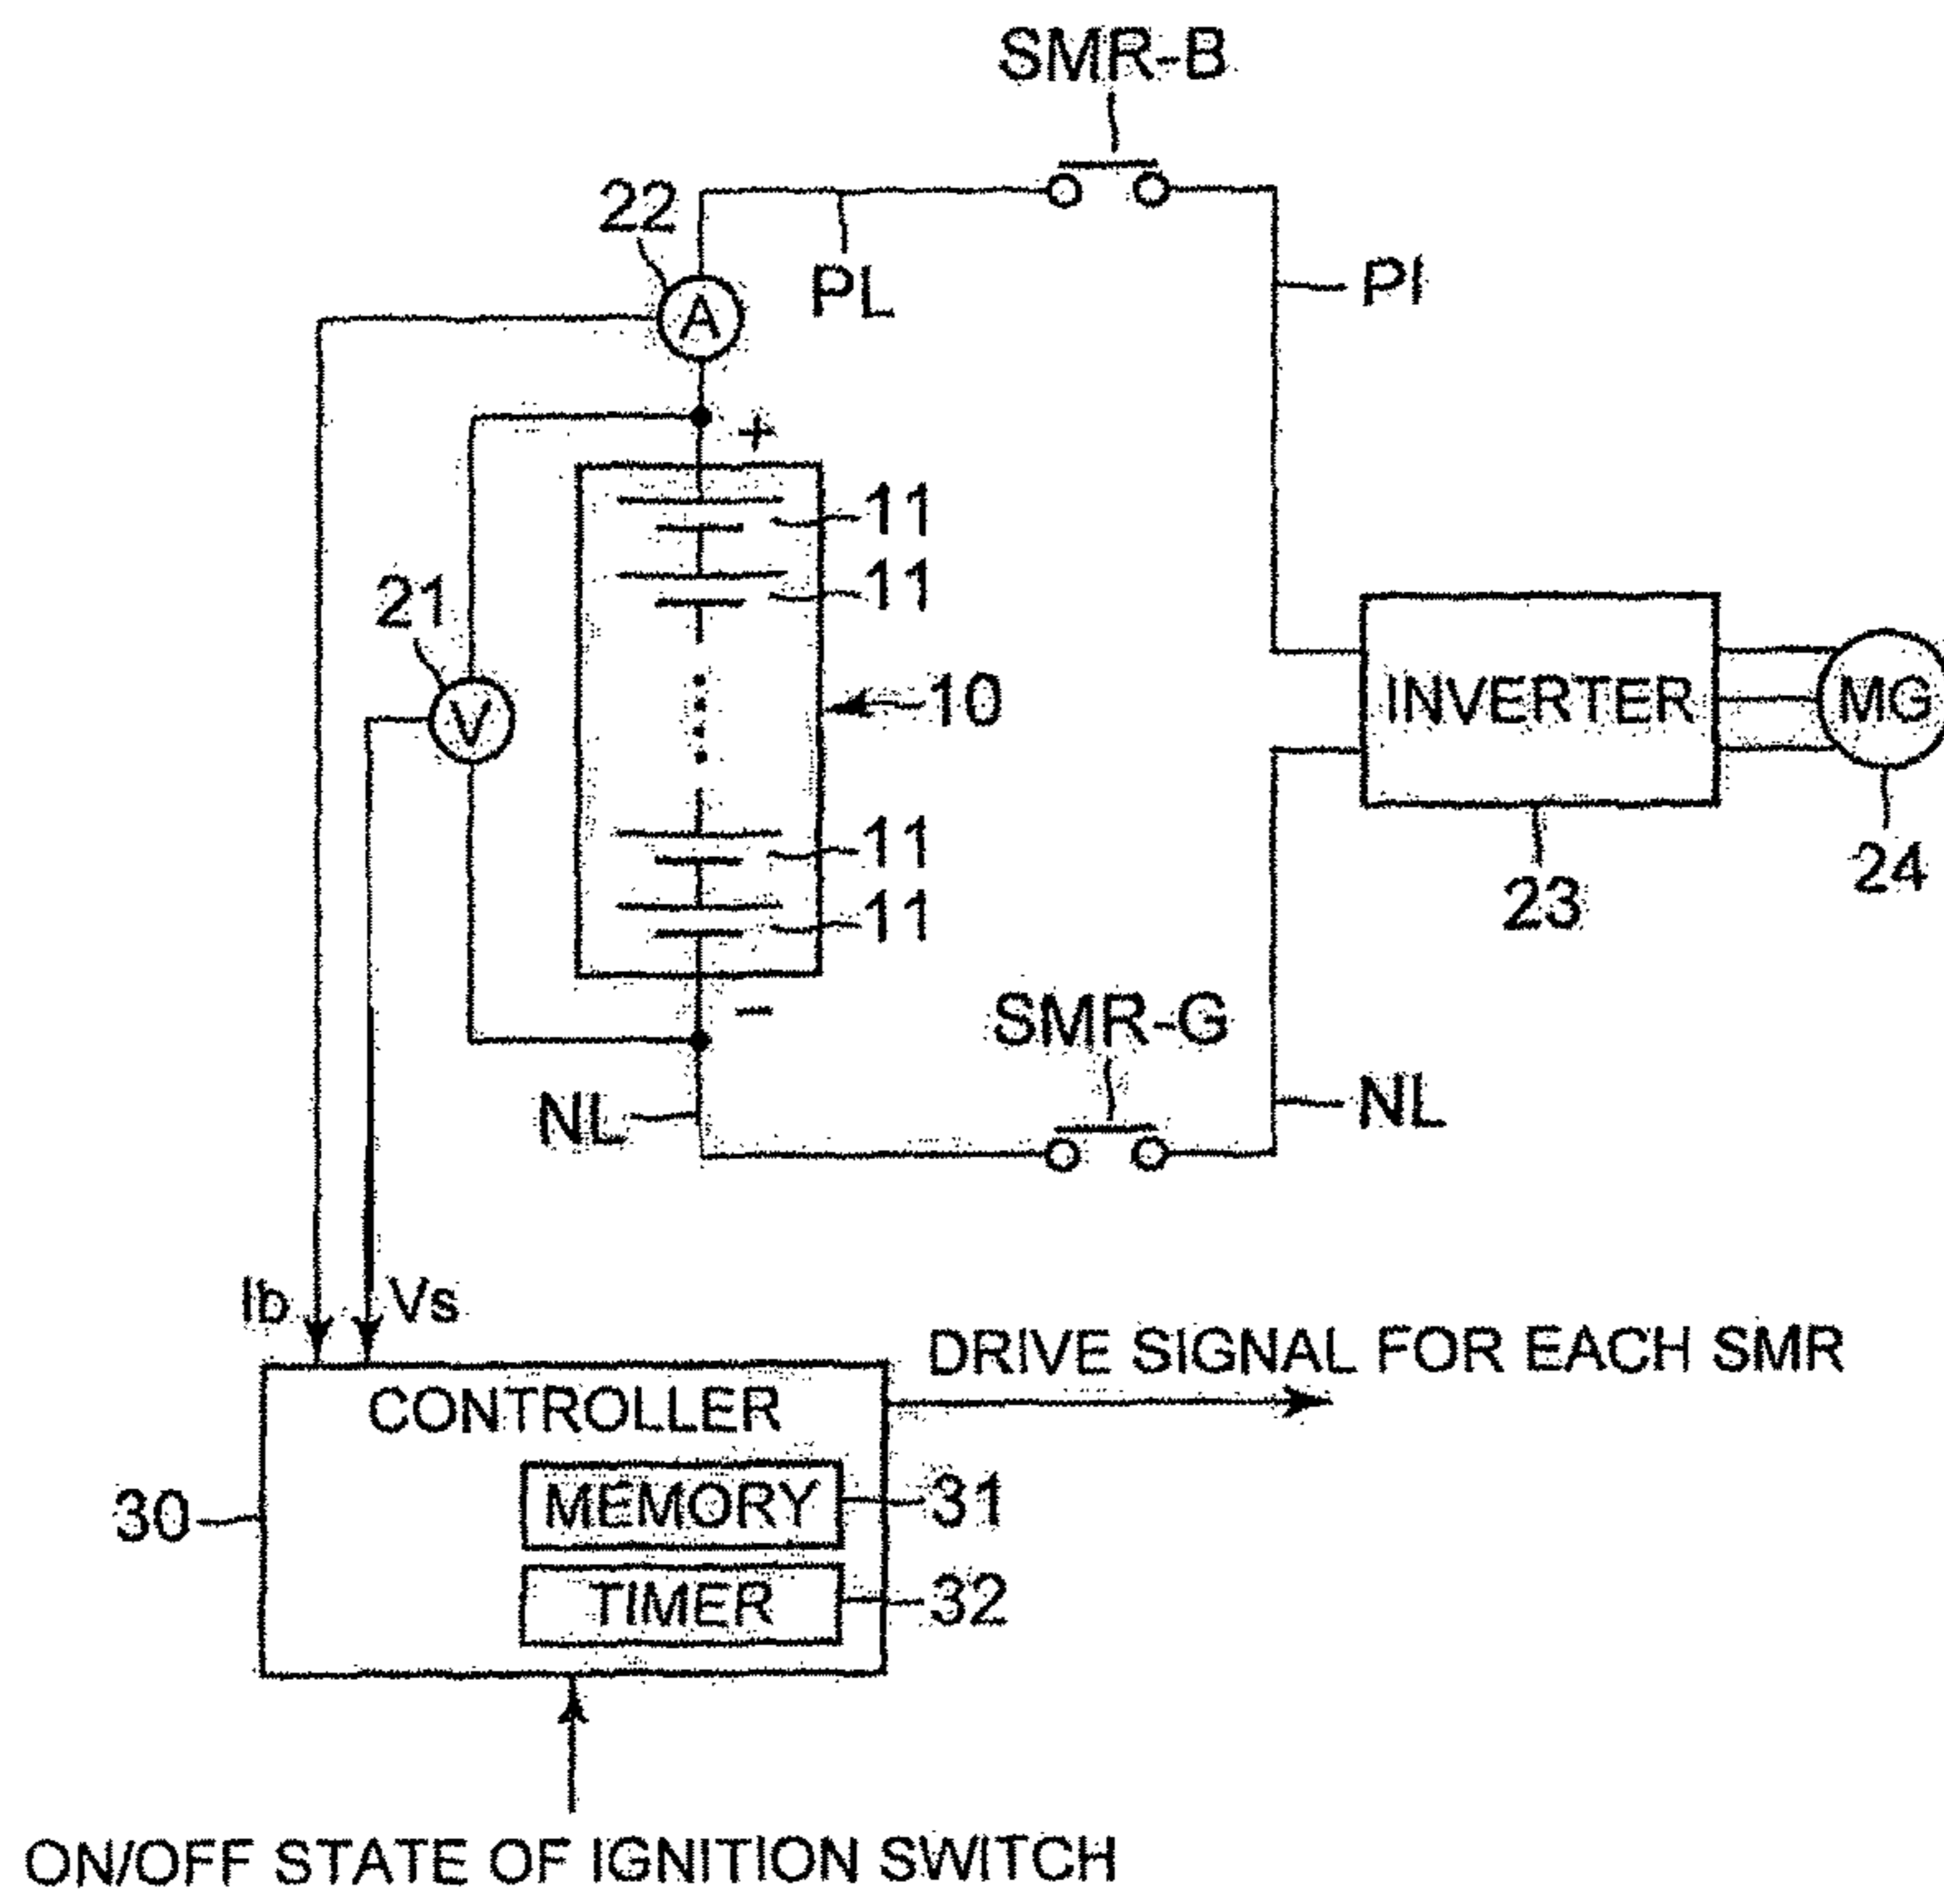 SMR-B
22
PL
PI
A
+
11
11
21
V
10
INVERTER
MG
11
11
23
24
−
SMR-G
NL
NL
Ib
Vs
DRIVE SIGNAL FOR EACH SMR
CONTROLLER
30
MEMORY
31
TIMER
32
ON/OFF STATE OF IGNITION SWITCH